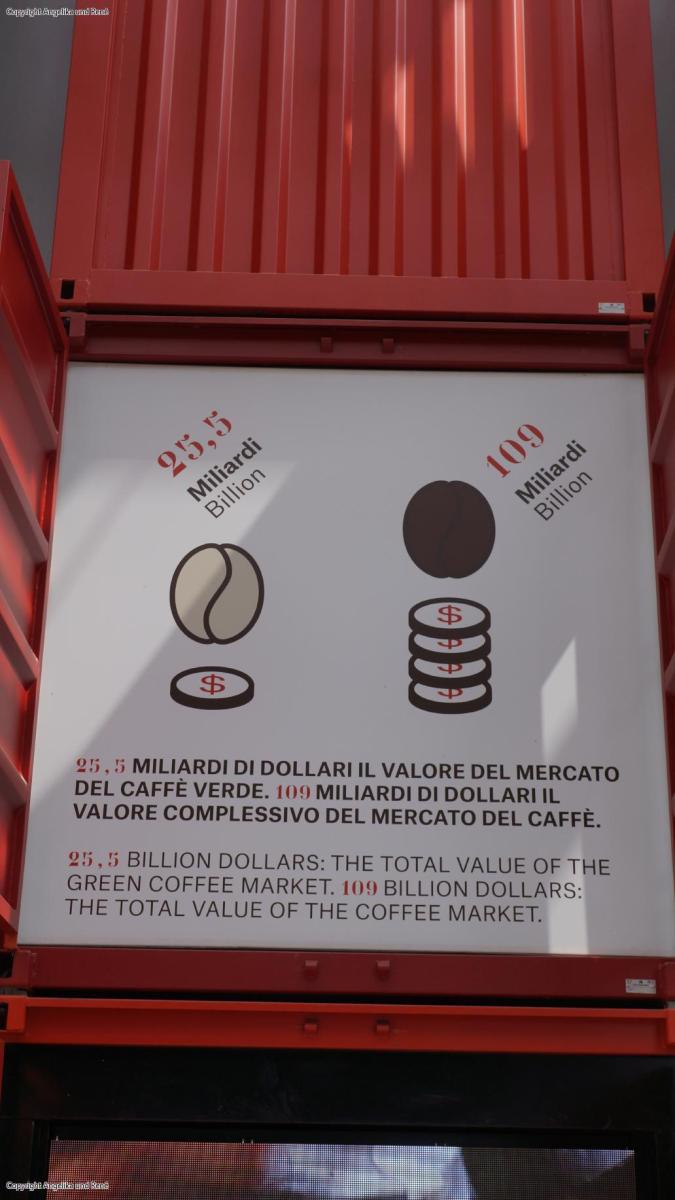 Copyright Angelika und René
25,5
Miliardi
Billion
109
Miliardi
Billion
$
$
$
$
$
25,5 MILIARDI DI DOLLARI IL VALORE DEL MERCATO
DEL CAFFÈ VERDE. 109 MILIARDI DI DOLLARI IL
VALORE COMPLESSIVO DEL MERCATO DEL CAFFÈ.
25,5 BILLION DOLLARS: THE TOTAL VALUE OF THE
GREEN COFFEE MARKET. 109 BILLION DOLLARS:
THE TOTAL VALUE OF THE COFFEE MARKET.
Copyright Angelika und René